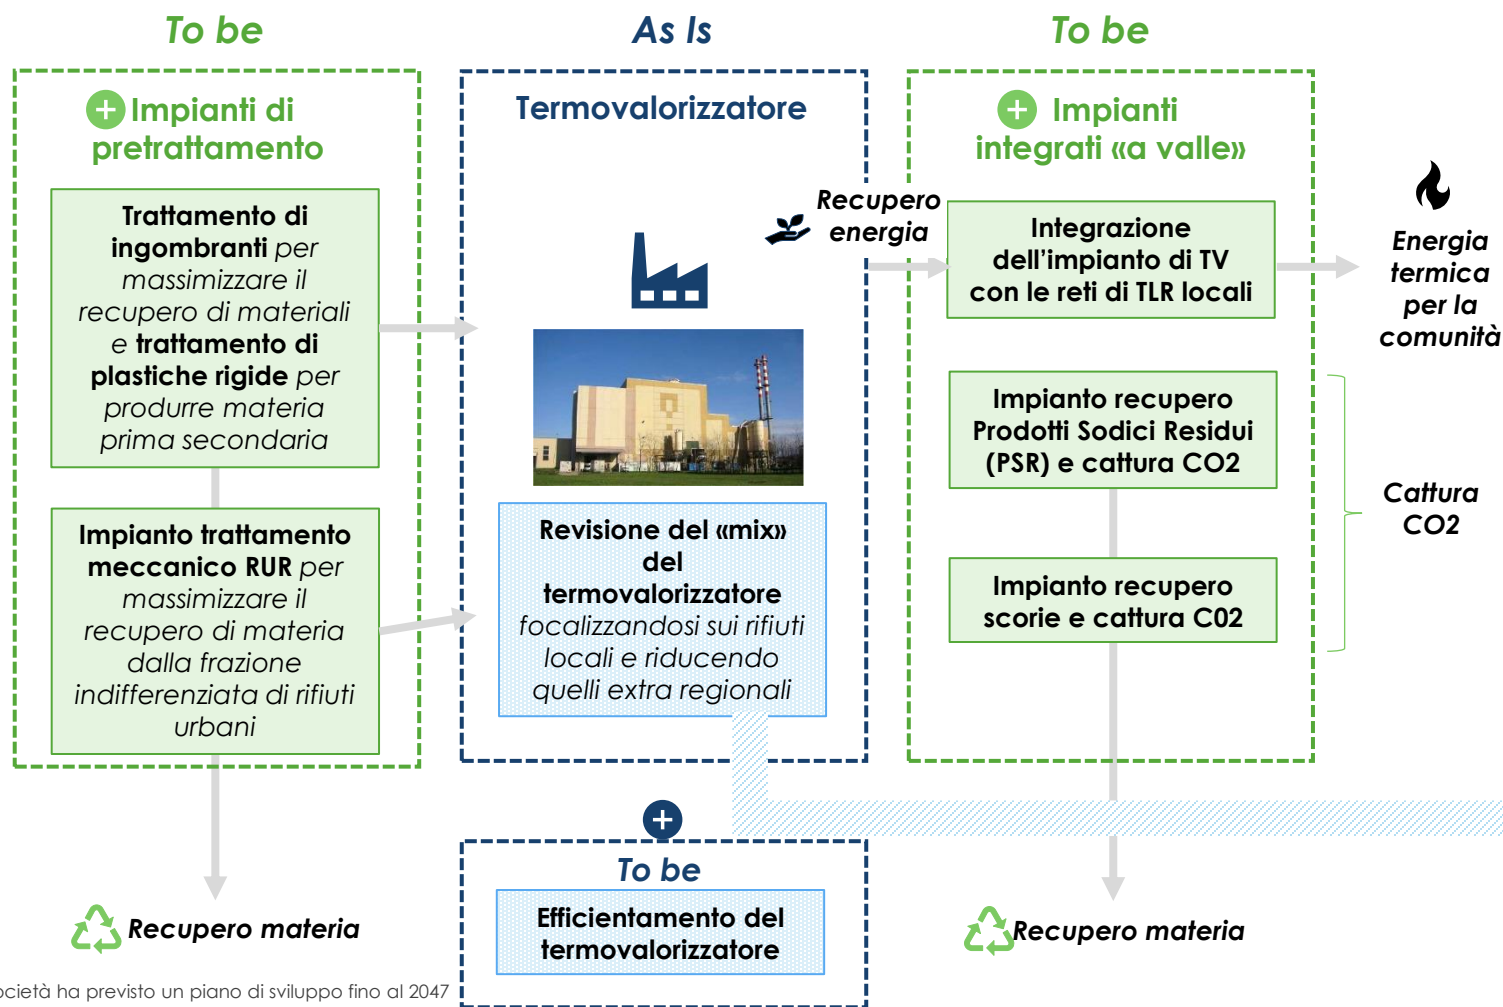 To be
Impianti di
pretrattamento
Trattamento di
ingombranti per
massimizzare il
recupero di materiali
e trattamento di
plastiche rigide per
produrre materia
prima secondaria
Impianto trattamento
meccanico RUR per
massimizzare il
recupero di materia
dalla frazione
indifferenziata di rifiuti
urbani
Recupero materia
As Is
Termovalorizzatore
Recupero
energia
Revisione del «mix»
del
termovalorizzatore
focalizzandosi sui rifiuti
locali e riducendo
quelli extra regionali
To be
Efficientamento del
termovalorizzatore
To be
Impianti
integrati «a valle»
Integrazione
dell'impianto di TV
con le reti di TLR locali
Impianto recupero
Prodotti Sodici Residui
(PSR) e cattura CO2
Impianto recupero
scorie e cattura C02
Recupero materia
Energia
termica
per la
comunità
Cattura
CO2
ocietà ha previsto un piano di sviluppo fino al 2047